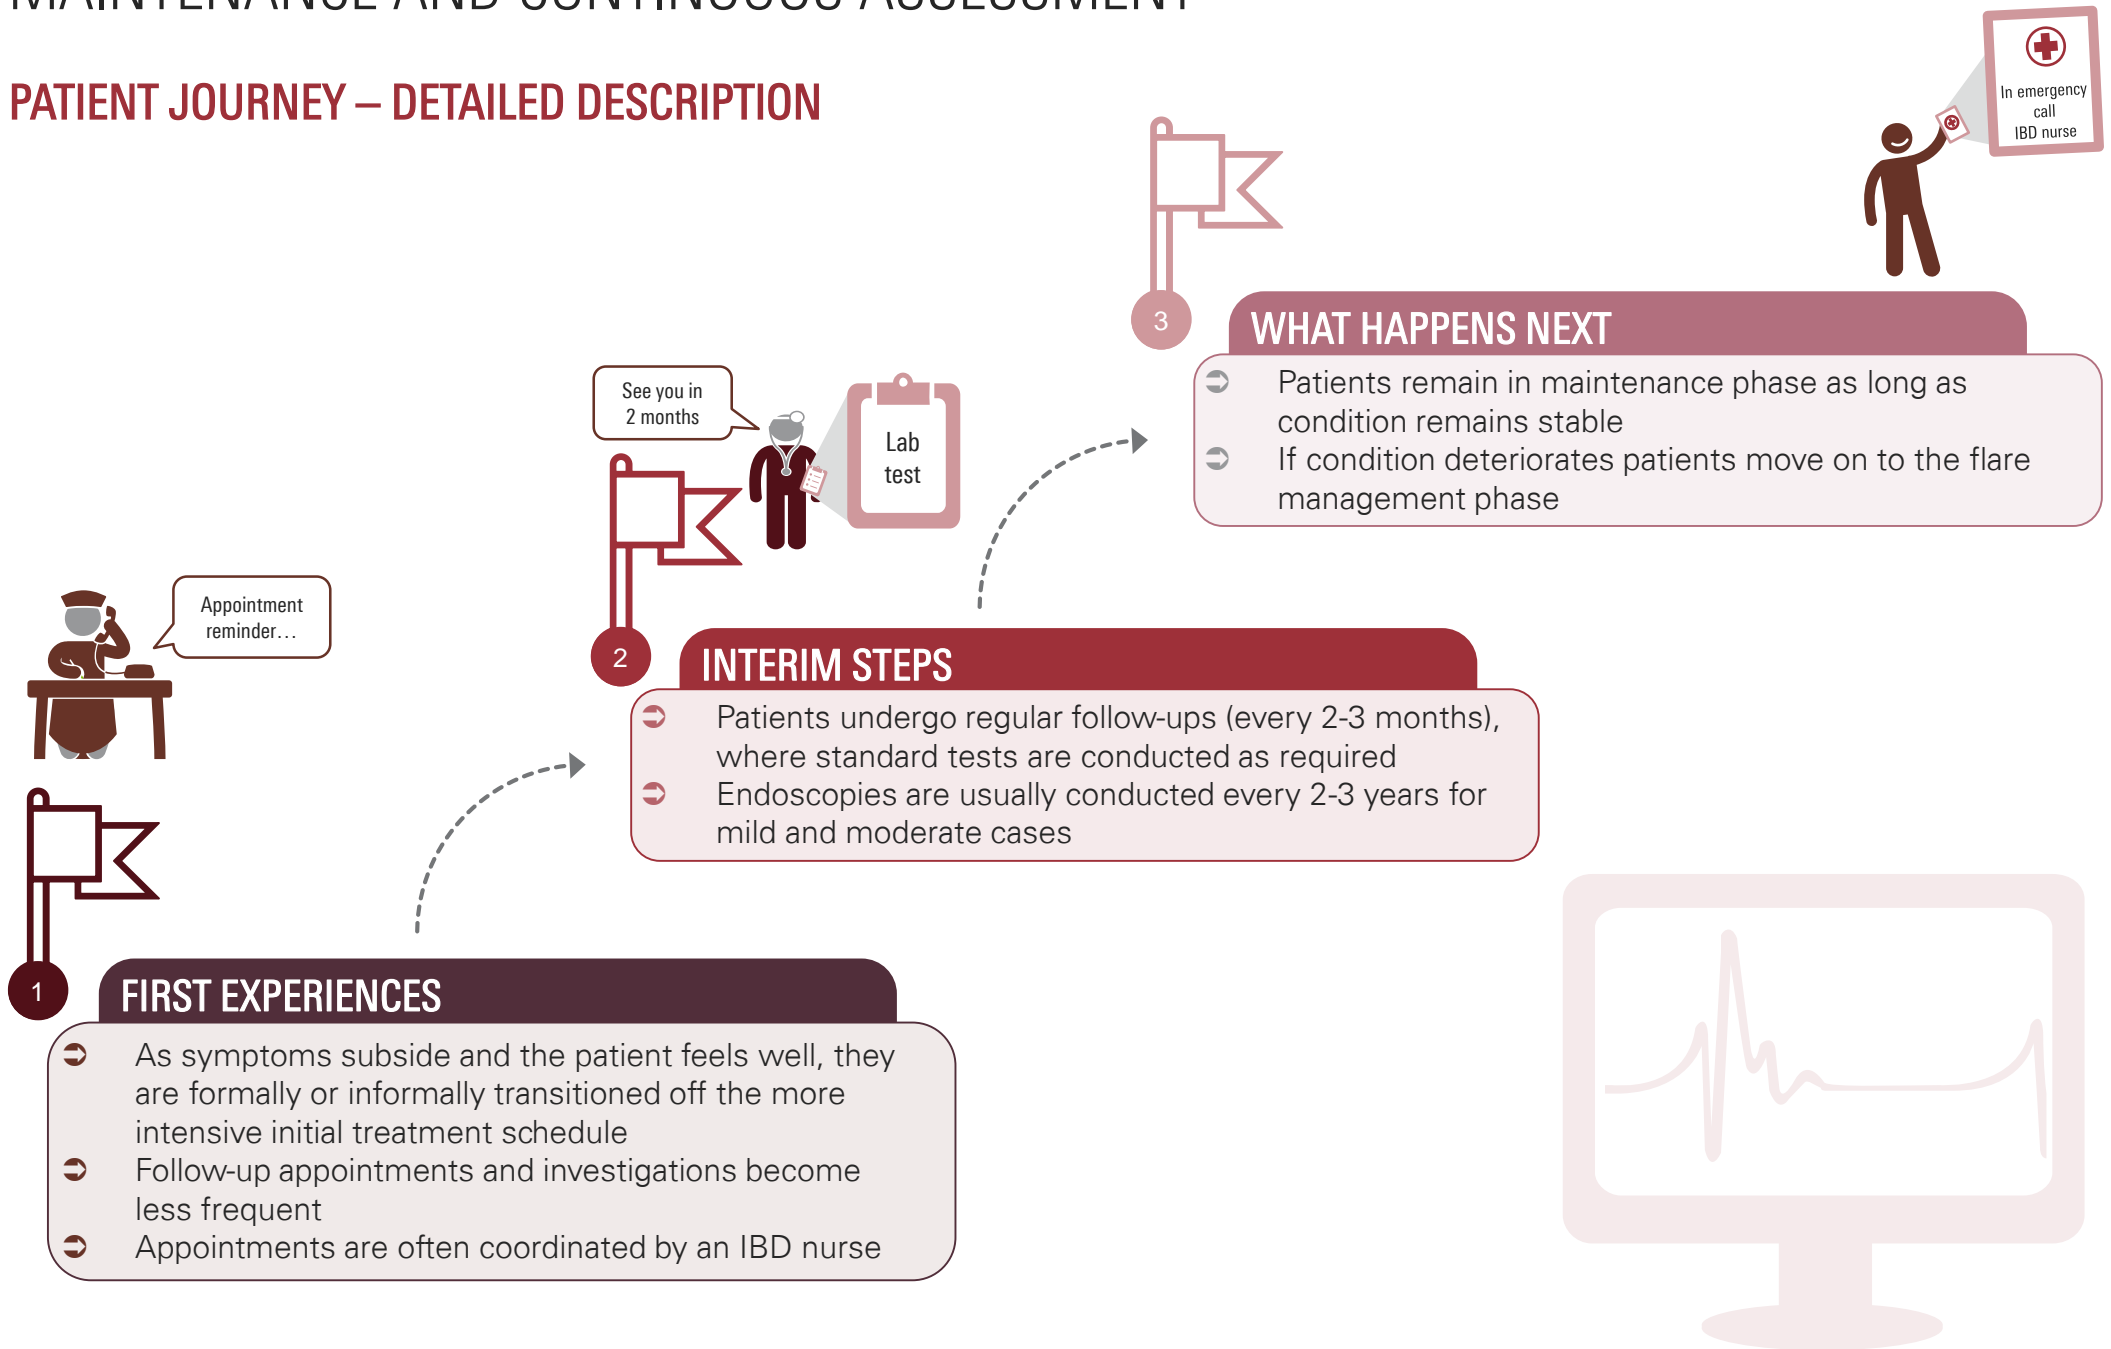 MAINTENANCE AND CONTINUOUS ASSESSMENT
PATIENT JOURNEY – DETAILED DESCRIPTION
In emergency
call
IBD nurse
3
WHAT HAPPENS NEXT
Patients remain in maintenance phase as long as
condition remains stable
If condition deteriorates patients move on to the flare
management phase
See you in
2 months
Lab
test
2
INTERIM STEPS
Patients undergo regular follow-ups (every 2-3 months),
where standard tests are conducted as required
Endoscopies are usually conducted every 2-3 years for
mild and moderate cases
Appointment
reminder…
1
FIRST EXPERIENCES
As symptoms subside and the patient feels well, they
are formally or informally transitioned off the more
intensive initial treatment schedule
Follow-up appointments and investigations become
less frequent
Appointments are often coordinated by an IBD nurse